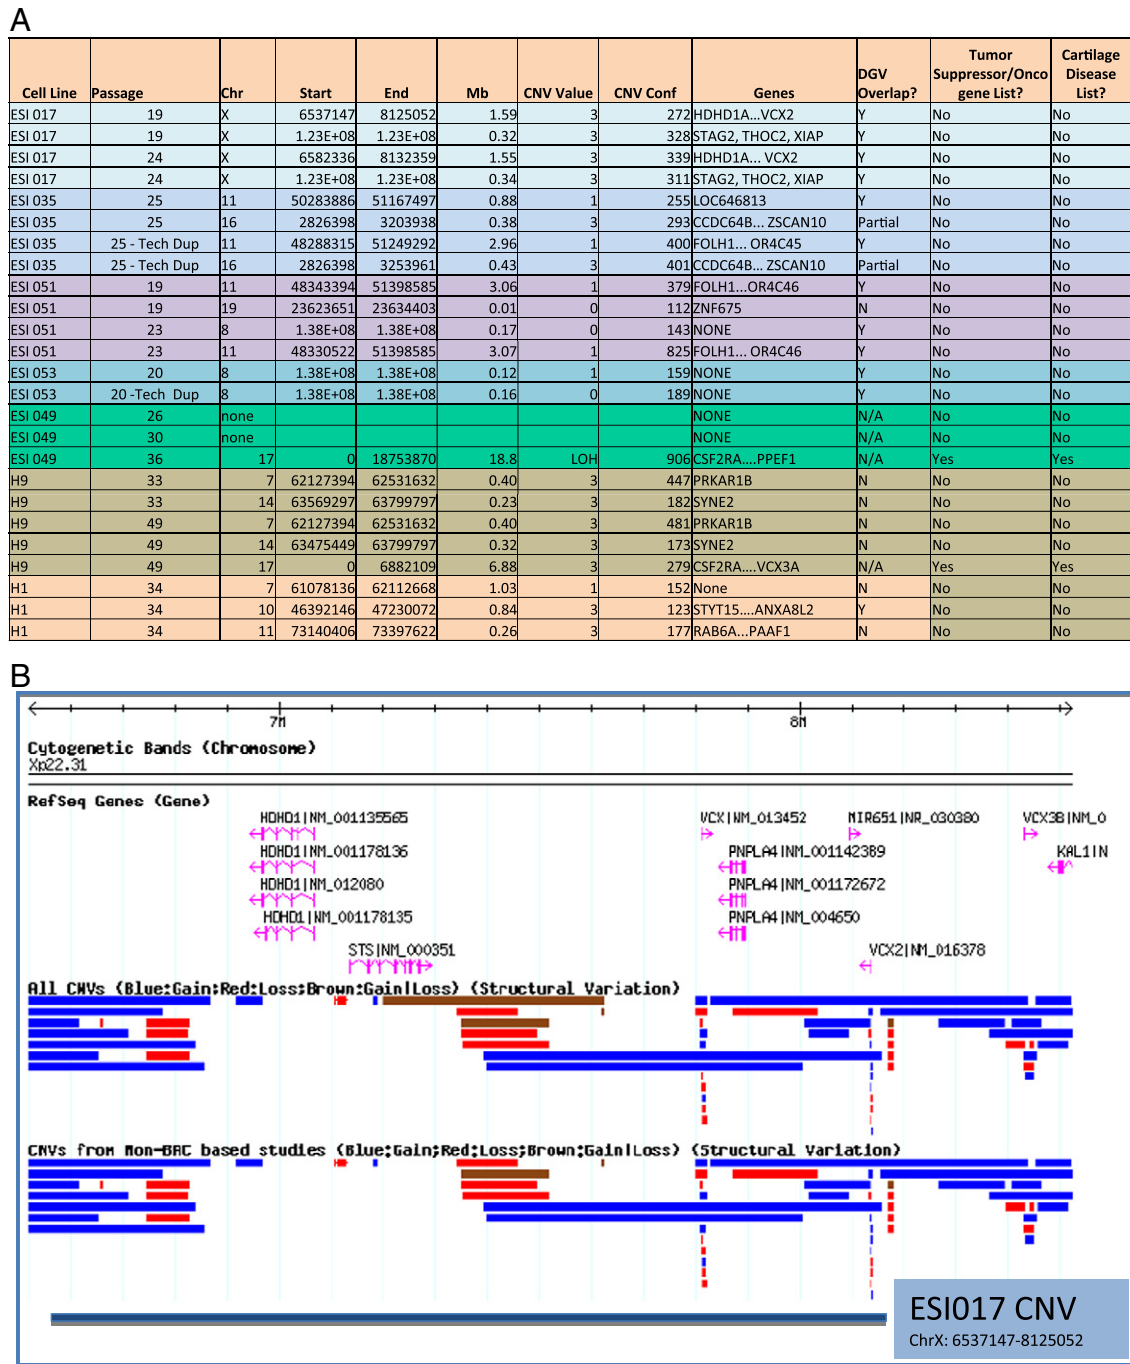 A
Cell Line Passage Chr Start End Mb CNV Value CNV Conf Genes DGV Overlap? Tumor Suppressor/Onco gene List? Cartilage Disease List?
ESI 017 19 X 6537147 8125052 1.59 3 272 HDHD1A...VCX2 Y No No
ESI 017 19 X 1.23E+08 1.23E+08 0.32 3 328 STAG2, THOC2, XIAP Y No No
ESI 017 24 X 6582336 8132359 1.55 3 339 HDHD1A... VCX2 Y No No
ESI 017 24 X 1.23E+08 1.23E+08 0.34 3 311 STAG2, THOC2, XIAP Y No No
ESI 035 25 11 50283886 51167497 0.88 1 255 LOC646813 Y No No
ESI 035 25 16 2826398 3203938 0.38 3 293 CCDC64B... ZSCAN10 Partial No No
ESI 035 25 - Tech Dup 11 48288315 51249292 2.96 1 400 FOLH1... OR4C45 Y No No
ESI 035 25 - Tech Dup 16 2826398 3253961 0.43 3 401 CCDC64B... ZSCAN10 Partial No No
ESI 051 19 11 48343394 51398585 3.06 1 379 FOLH1...OR4C46 Y No No
ESI 051 19 19 23623651 23634403 0.01 0 112 ZNF675 N No No
ESI 051 23 8 1.38E+08 1.38E+08 0.17 0 143 NONE Y No No
ESI 051 23 11 48330522 51398585 3.07 1 825 FOLH1... OR4C46 Y No No
ESI 053 20 8 1.38E+08 1.38E+08 0.12 1 159 NONE Y No No
ESI 053 20 -Tech Dup 8 1.38E+08 1.38E+08 0.16 0 189 NONE Y No No
ESI 049 26 none NONE N/A No No
ESI 049 30 none NONE N/A No No
ESI 049 36 17 0 18753870 18.8 LOH 906 CSF2RA....PPEF1 N/A Yes Yes
H9 33 7 62127394 62531632 0.40 3 447 PRKAR1B N No No
H9 33 14 63569297 63799797 0.23 3 182 SYNE2 N No No
H9 49 7 62127394 62531632 0.40 3 481 PRKAR1B N No No
H9 49 14 63475449 63799797 0.32 3 173 SYNE2 N No No
H9 49 17 0 6882109 6.88 3 279 CSF2RA....VCX3A N/A Yes Yes
H1 34 7 61078136 62112668 1.03 1 152 None N No No
H1 34 10 46392146 47230072 0.84 3 123 STYT15....ANXA8L2 Y No No
H1 34 11 73140406 73397622 0.26 3 177 RAB6A...PAAF1 N No No
B
7M 8M
Cytogenetic Bands (Chromosome)
Xp22.31
RefSeq Genes (Gene)
HDHD1|NM_001135565 VCX|NM_013452 MIR651|NR_030380 VCX3B|NM_0
HDHD1|NM_001178136 PNPLA4|NM_001142389 KAL1|N
HDHD1|NM_012080 PNPLA4|NM_001172672
HDHD1|NM_001178135 PNPLA4|NM_004650
STS|NM_000351 VCX2|NM_016378
All CNVs (Blue:Gain;Red:Loss;Brown:Gain|Loss) (Structural Variation)
CNVs from Non-BAC based studies (Blue:Gain;Red:Loss;Brown:Gain|Loss) (Structural Variation)
ESI017 CNV
ChrX: 6537147-8125052